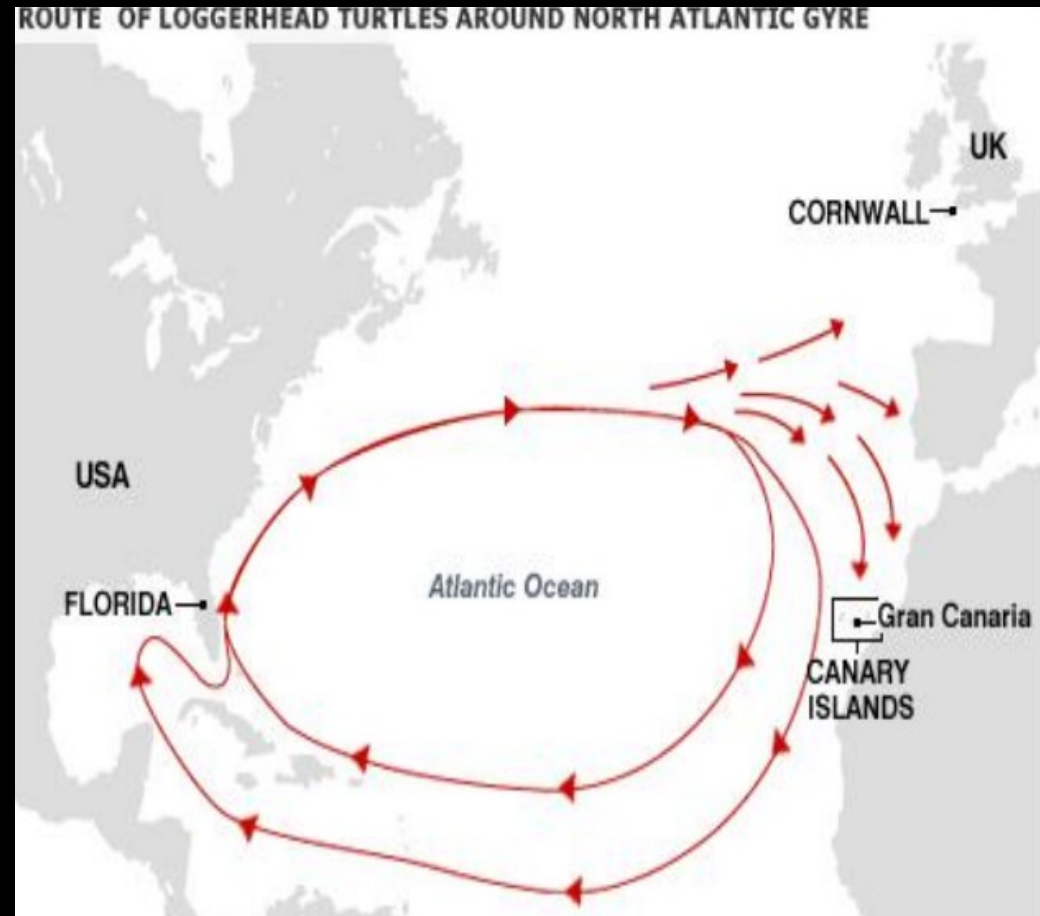 ROUTE OF LOGGERHEAD TURTLES AROUND NORTH ATLANTIC GYRE
UK
CORNWALL
USA
Atlantic Ocean
FLORIDA
Gran Canaria
CANARY
ISLANDS